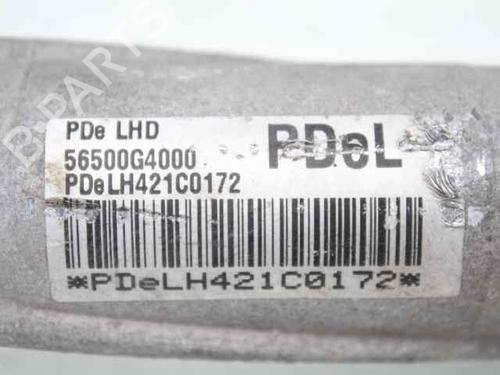 PDe LHD
56500G4000 PDeL
PDeLH421C0172
*PDeLH421C0172*
B-PARTS